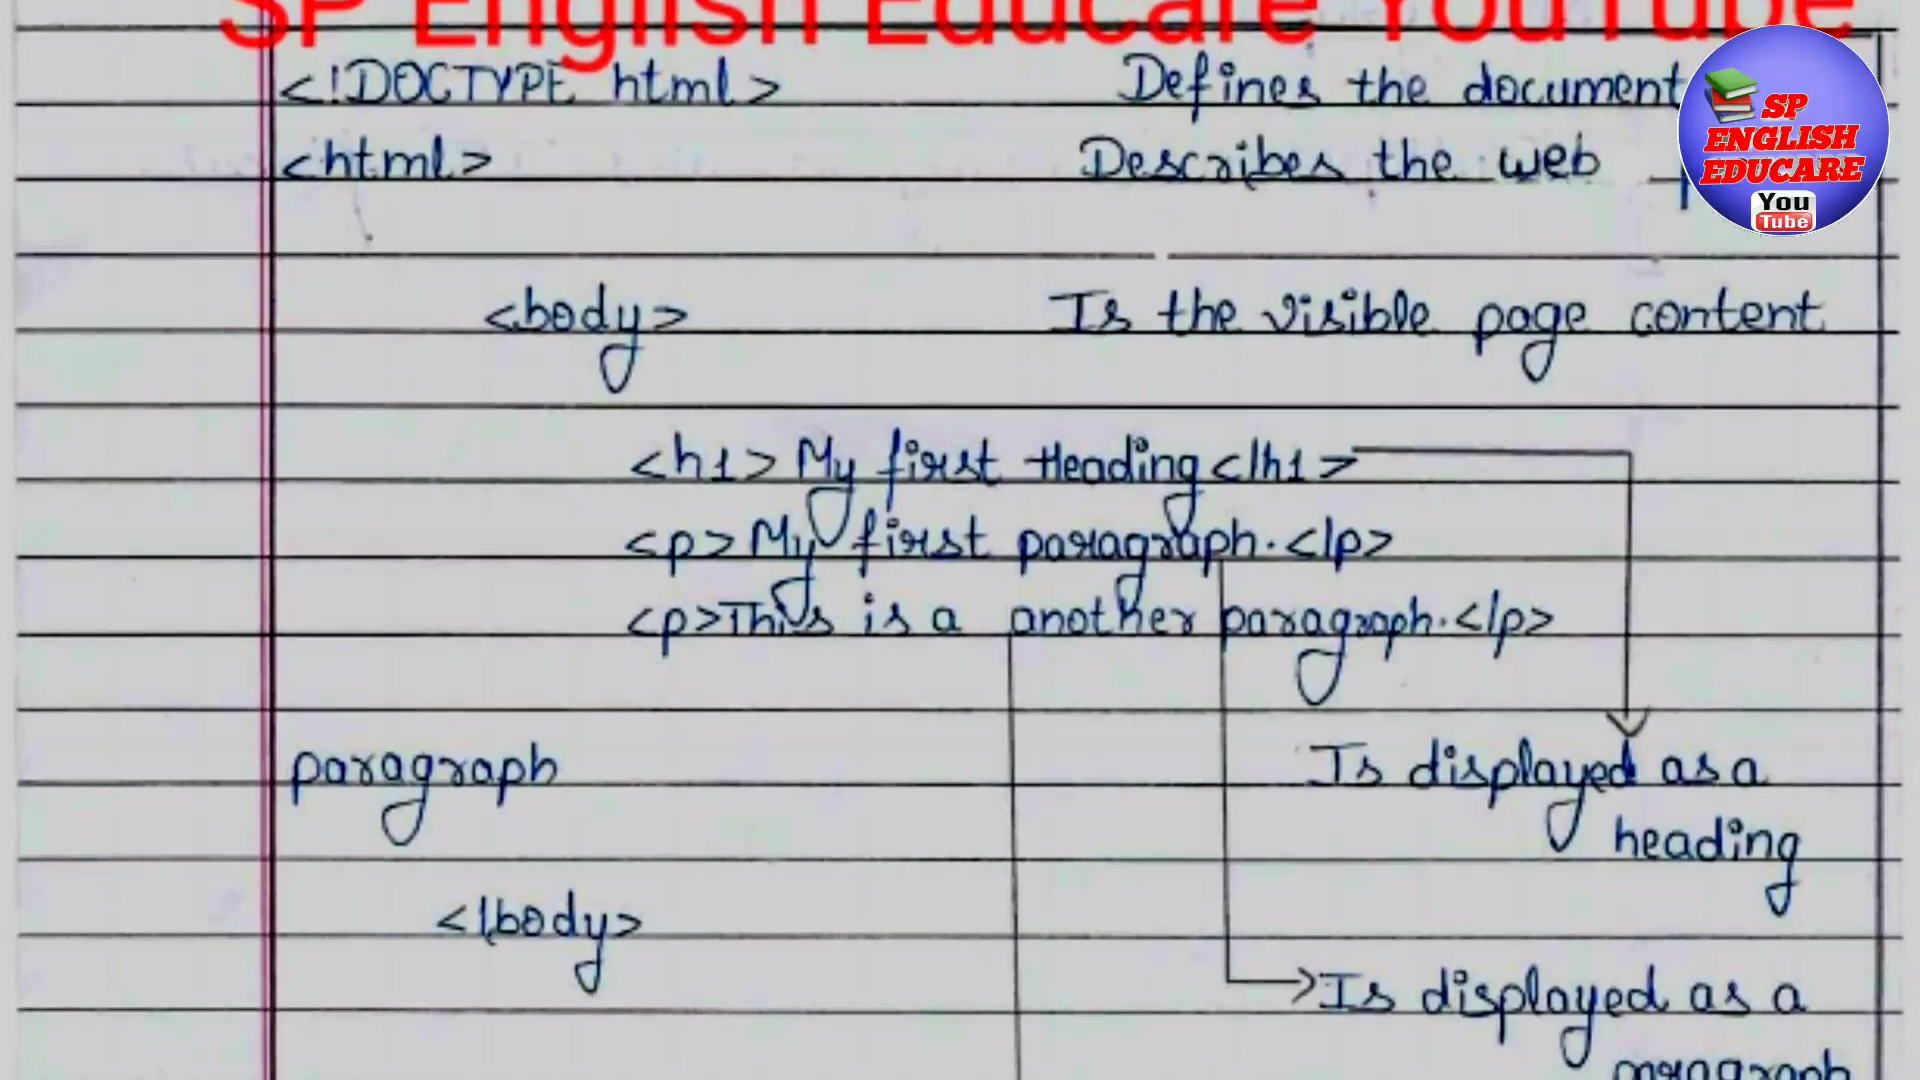 SP English Educare YouTube
<!DOCTYPE html> Defines the document
<html> Describes the web
SP
ENGLISH
EDUCARE
You
Tube
<body> Is the visible page content
<h1> My first Heading </h1>
<p> My first paragraph. </p>
<p> This is a another paragraph. </p>
paragraph Is displayed as a
heading
</body>
Is displayed as a
paragraph